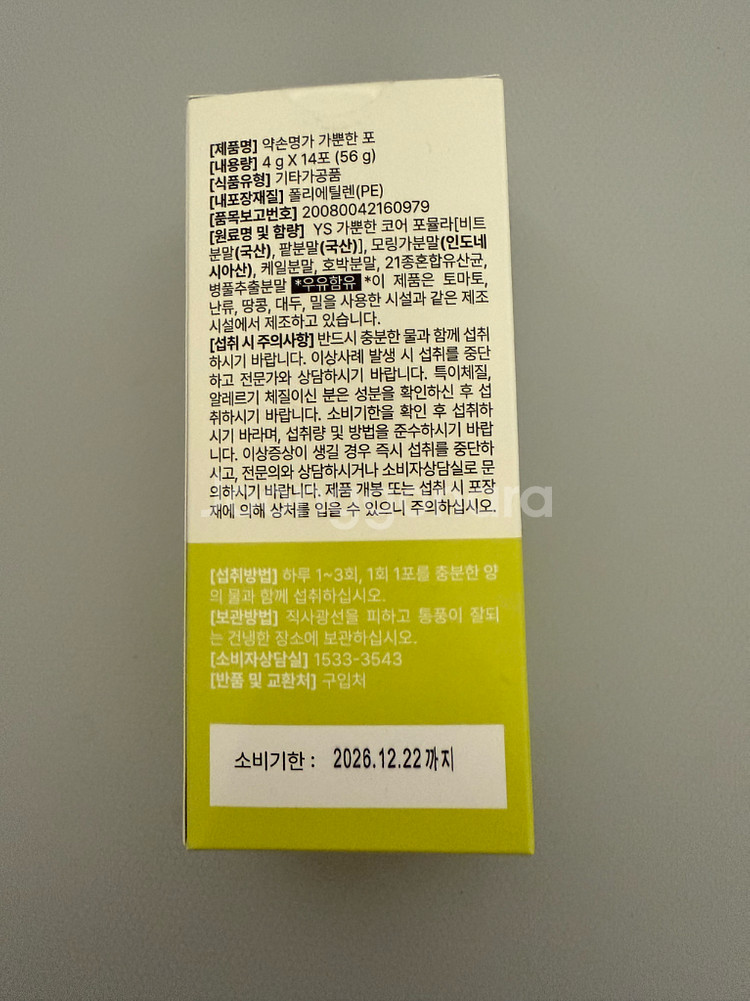 [제품명] 약손명가 가뿐한 포
[내용량] 4 g X 14포 (56 g)
[식품유형] 기타가공품
[내포장재질] 폴리에틸렌(PE)
[품목보고번호] 20080042160979
[원료명 및 함량] YS 가뿐한 코어 포뮬라[비트
분말(국산), 팥분말(국산)], 모링가분말(인도네
시아산), 케일분말, 호박분말, 21종혼합유산균,
병풀추출분말 *우유함유 *이 제품은 토마토,
난류, 땅콩, 대두, 밀을 사용한 시설과 같은 제조
시설에서 제조하고 있습니다.
[섭취 시 주의사항] 반드시 충분한 물과 함께 섭취
하시기 바랍니다. 이상사례 발생 시 섭취를 중단
하고 전문가와 상담하시기 바랍니다. 특이체질,
알레르기 체질이신 분은 성분을 확인하신 후 섭
취하시기 바랍니다. 소비기한을 확인 후 섭취하
시기 바라며, 섭취량 및 방법을 준수하시기 바랍
니다. 이상증상이 생길 경우 즉시 섭취를 중단하
시고, 전문의와 상담하시거나 소비자상담실로 문
의하시기 바랍니다. 제품 개봉 또는 섭취 시 포장
재에 의해 상처를 입을 수 있으니 주의하십시오.
[섭취방법] 하루 1~3회, 1회 1포를 충분한 양
의 물과 함께 섭취하십시오.
[보관방법] 직사광선을 피하고 통풍이 잘되
는 건냉한 장소에 보관하십시오.
[소비자상담실] 1533-3543
[반품 및 교환처] 구입처
소비기한 : 2026.12.22까지